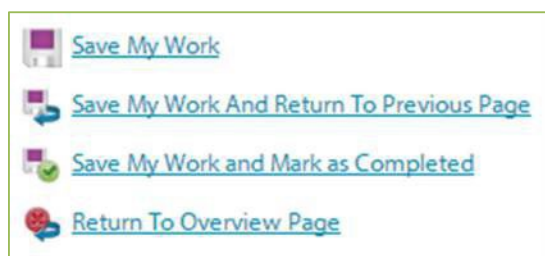 Save My Work
Save My Work And Return To Previous Page
Save My Work and Mark as Completed
Return To Overview Page